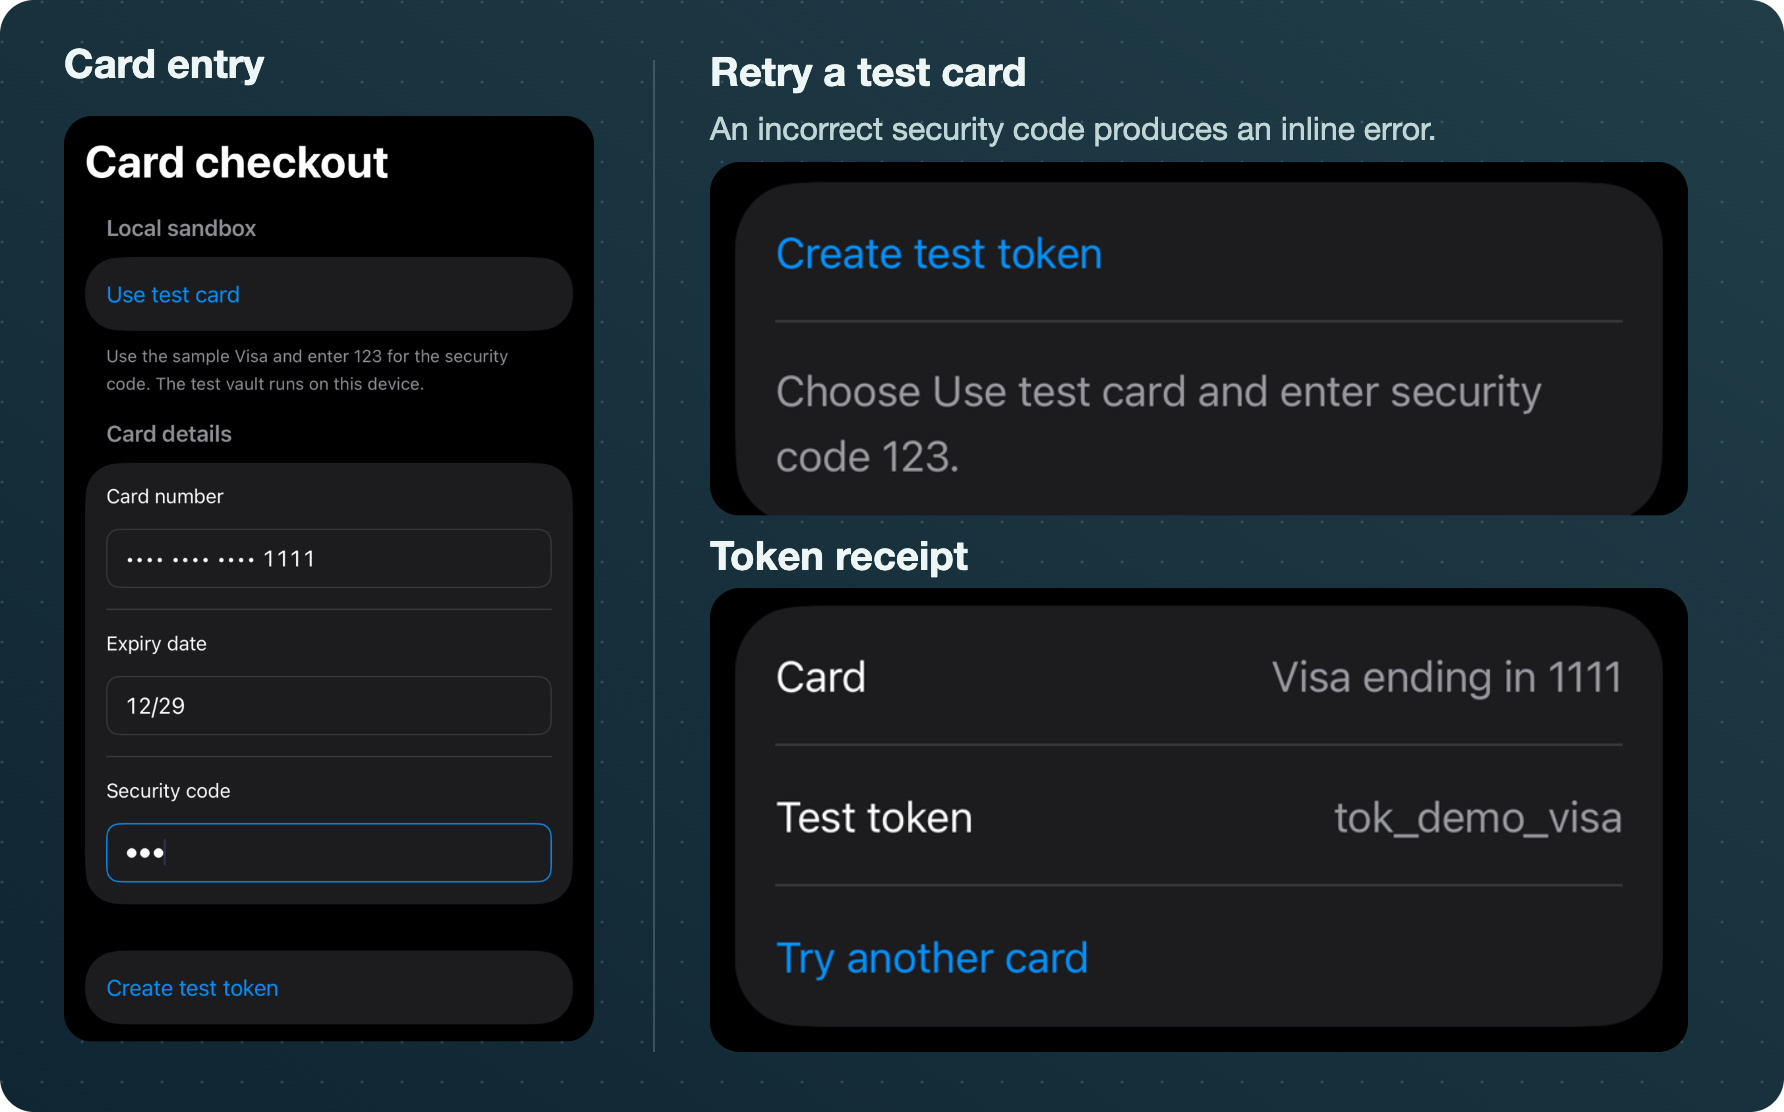 Card entry
Card checkout
Local sandbox
Use test card
Use the sample Visa and enter 123 for the security
code. The test vault runs on this device.
Card details
Card number
•••• •••• •••• 1111
Expiry date
12/29
Security code
•••
Create test token
Retry a test card
An incorrect security code produces an inline error.
Create test token
Choose Use test card and enter security
code 123.
Token receipt
Card Visa ending in 1111
Test token tok_demo_visa
Try another card